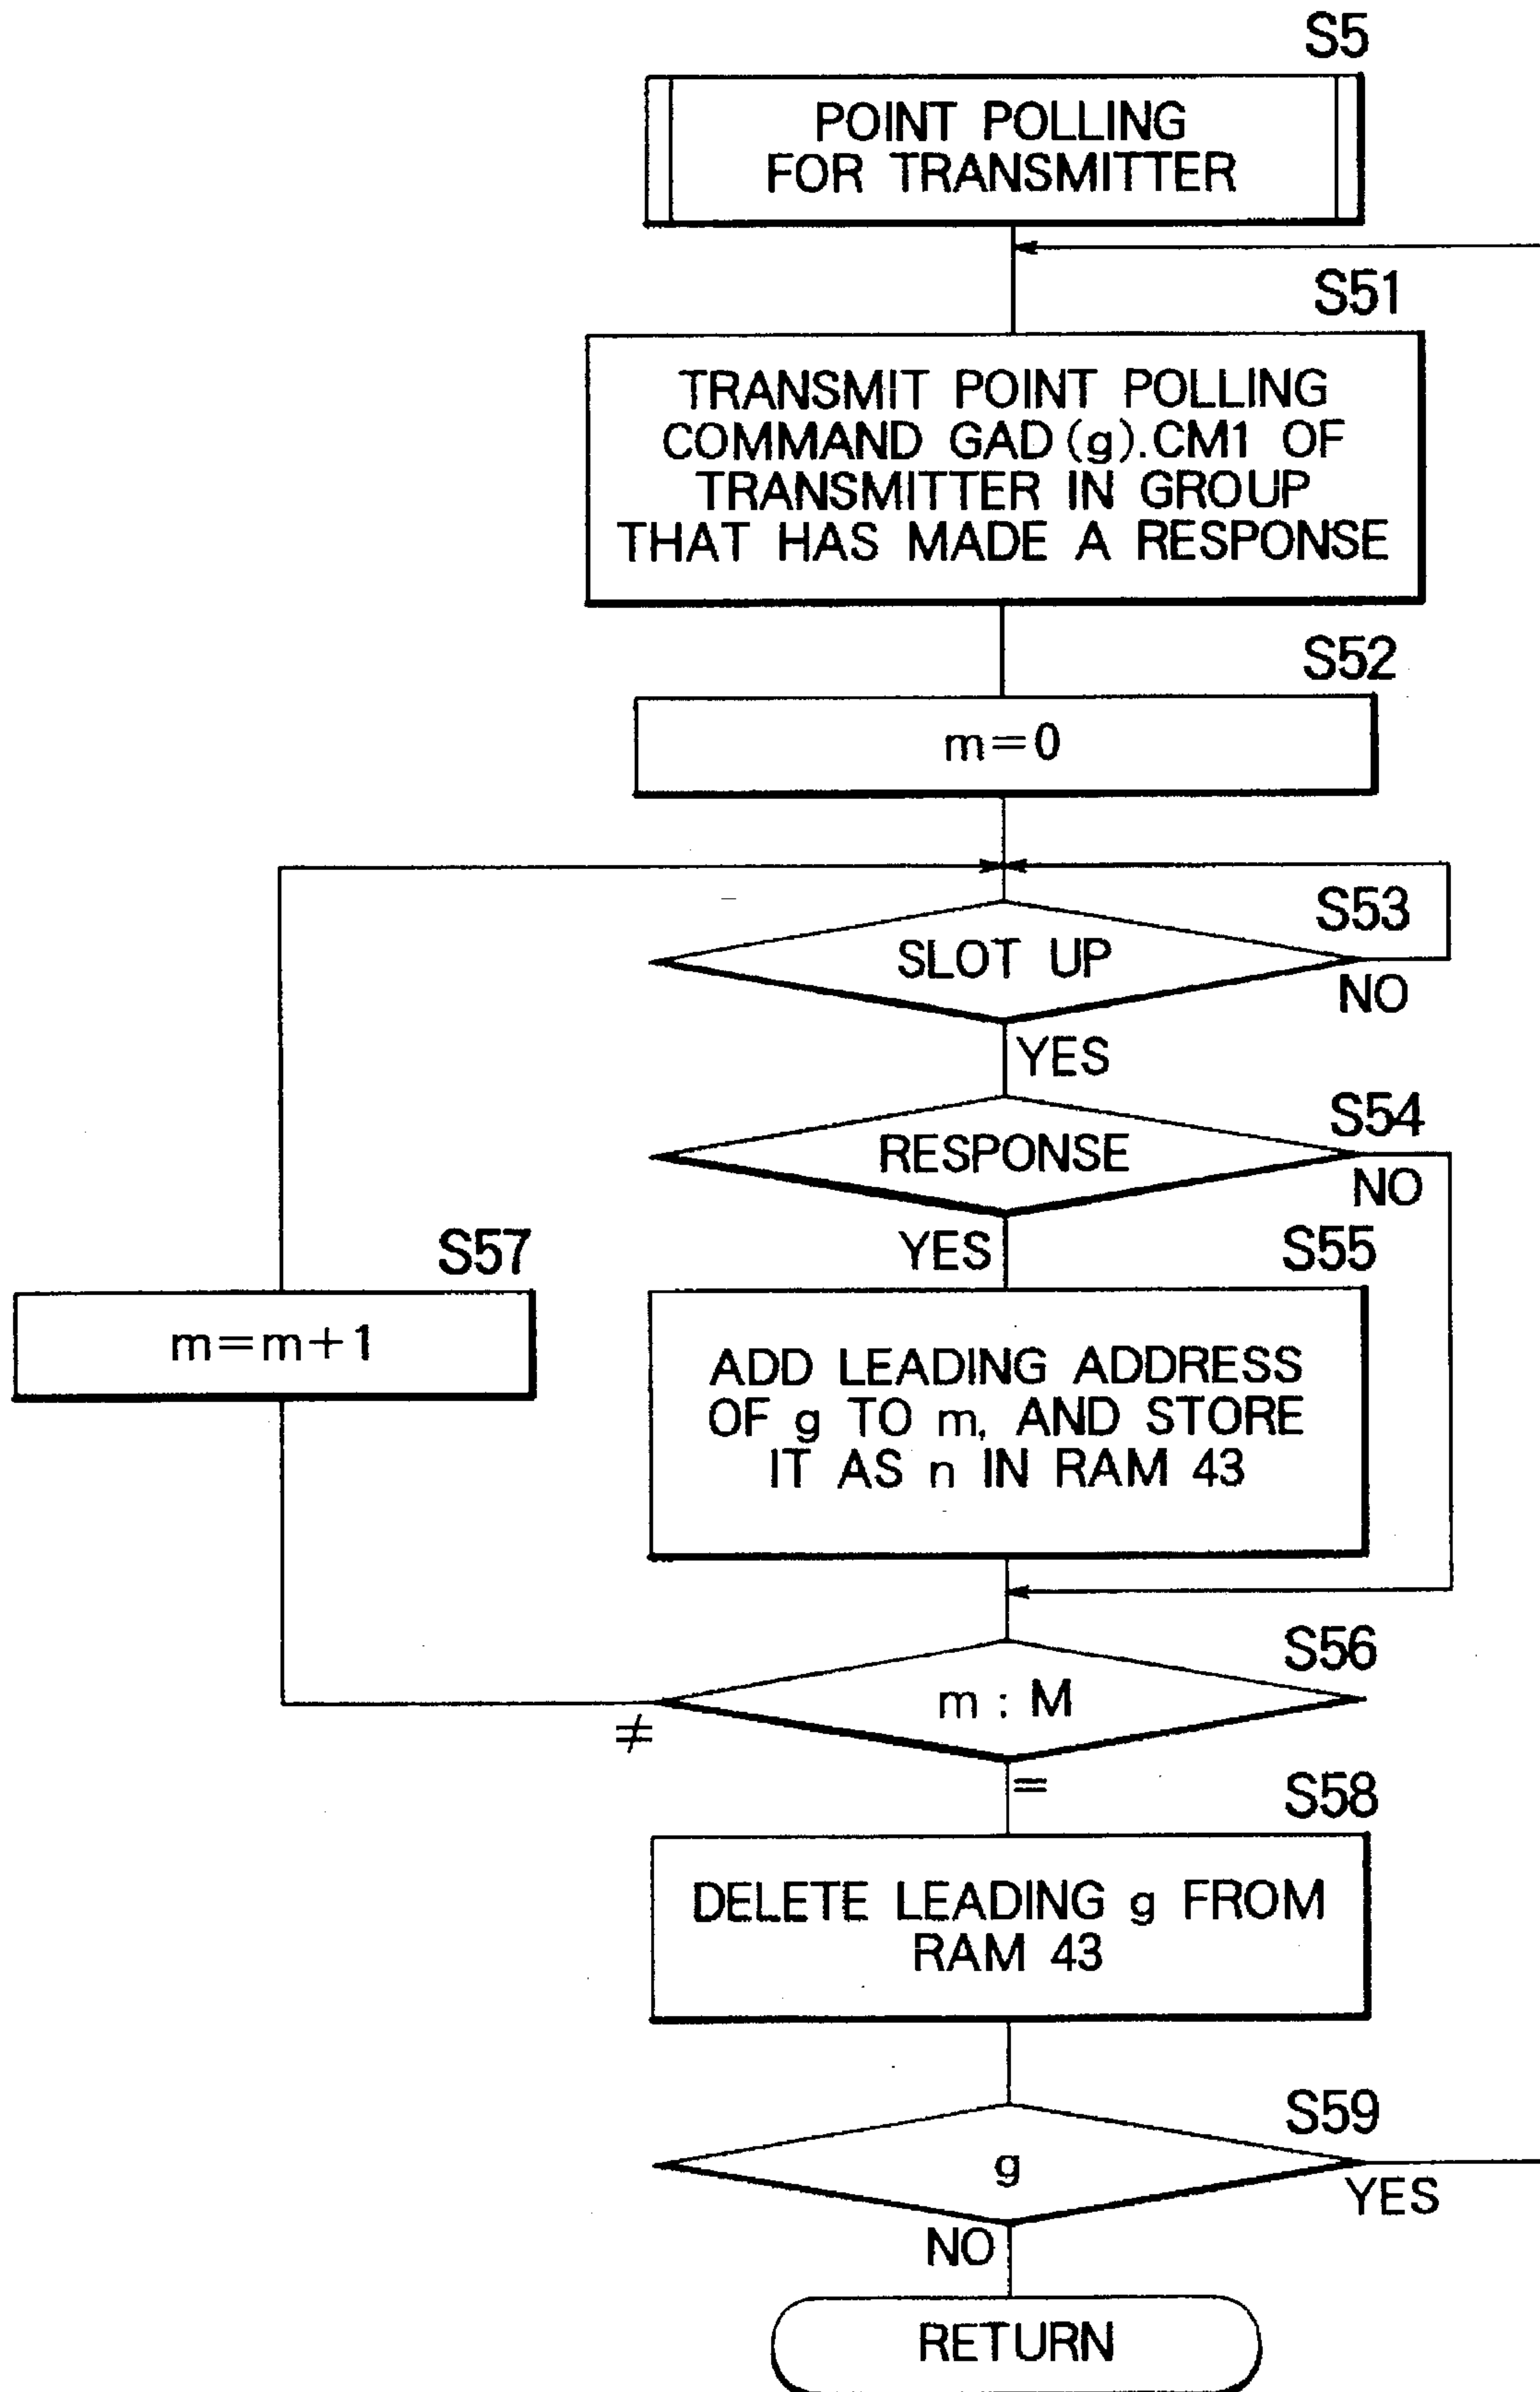 S5
POINT POLLING
FOR TRANSMITTER
S51
TRANSMIT POINT POLLING
COMMAND GAD(g).CM1 OF
TRANSMITTER IN GROUP
THAT HAS MADE A RESPONSE
S52
m=0
S53
SLOT UP
NO
YES
S54
RESPONSE
NO
YES
S55
S57
m=m+1
ADD LEADING ADDRESS
OF g TO m, AND STORE
IT AS n IN RAM 43
S56
m : M
≠
=
S58
DELETE LEADING g FROM
RAM 43
S59
g
YES
NO
RETURN